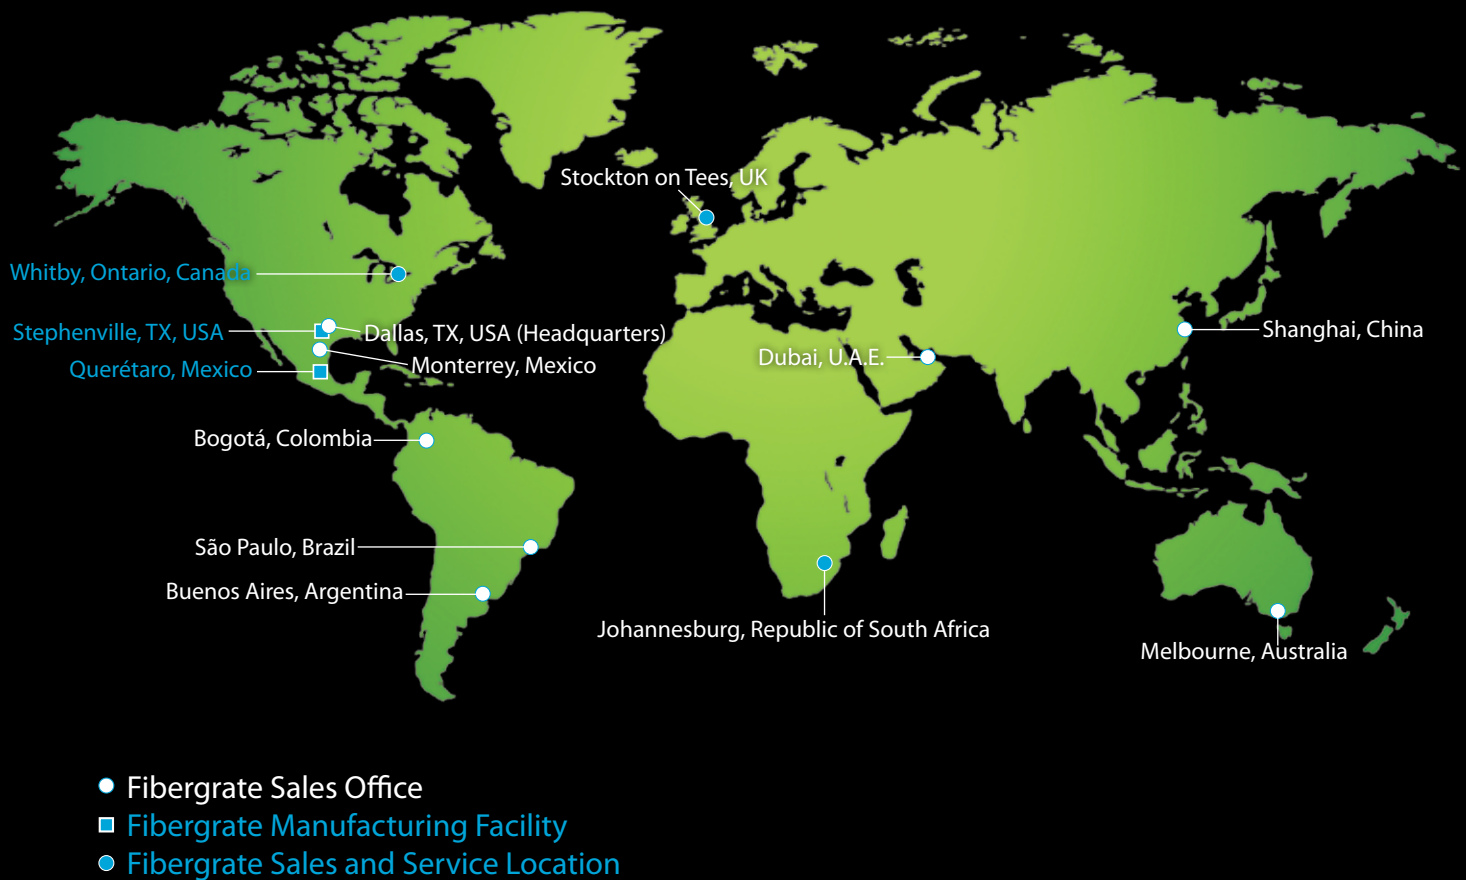 Stockton on Tees, UK
Whitby, Ontario, Canada
Stephenville, TX, USA
Dallas, TX, USA (Headquarters)
Shanghai, China
Dubai, U.A.E.
Monterrey, Mexico
Querétaro, Mexico
Bogotá, Colombia
São Paulo, Brazil
Buenos Aires, Argentina
Johannesburg, Republic of South Africa
Melbourne, Australia
Fibergrate Sales Office
Fibergrate Manufacturing Facility
Fibergrate Sales and Service Location